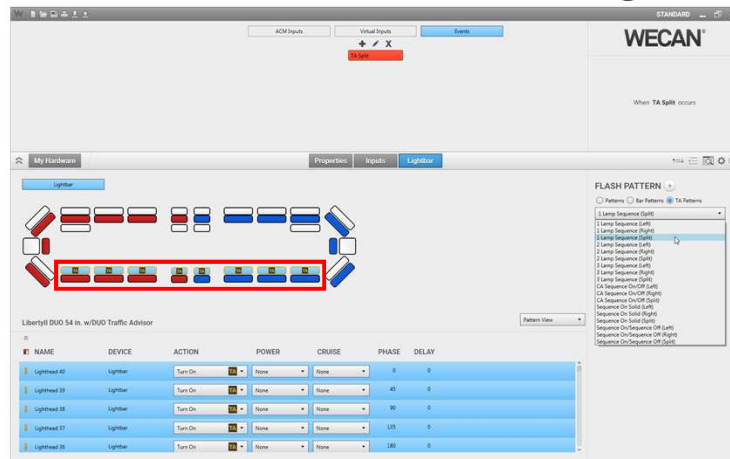 STANDARD
ACM Inputs
Virtual Inputs
Events
TA Split
WECAN®
When TA Split occurs
My Hardware
Properties
Inputs
Lightbar
Lightbar
FLASH PATTERN
Patterns Bar Patterns TA Patterns
1 Lamp Sequence (Split)
1 Lamp Sequence (Left)
1 Lamp Sequence (Right)
1 Lamp Sequence (Split)
2 Lamp Sequence (Left)
2 Lamp Sequence (Right)
2 Lamp Sequence (Split)
3 Lamp Sequence (Left)
3 Lamp Sequence (Right)
3 Lamp Sequence (Split)
CA Sequence On/Off (Left)
CA Sequence On/Off (Right)
CA Sequence On/Off (Split)
Sequence On Solid (Left)
Sequence On Solid (Right)
Sequence On Solid (Split)
Sequence On/Sequence Off (Left)
Sequence On/Sequence Off (Right)
Sequence On/Sequence Off (Split)
TA TA TA TA TA TA TA
Libertyll DUO 54 in. w/DUO Traffic Advisor
Pattern View
NAME DEVICE ACTION POWER CRUISE PHASE DELAY
Lighthead 40 Lightbar Turn On TA None None 0 0
Lighthead 39 Lightbar Turn On TA None None 45 0
Lighthead 38 Lightbar Turn On TA None None 90 0
Lighthead 37 Lightbar Turn On TA None None 135 0
Lighthead 36 Lightbar Turn On TA None None 180 0